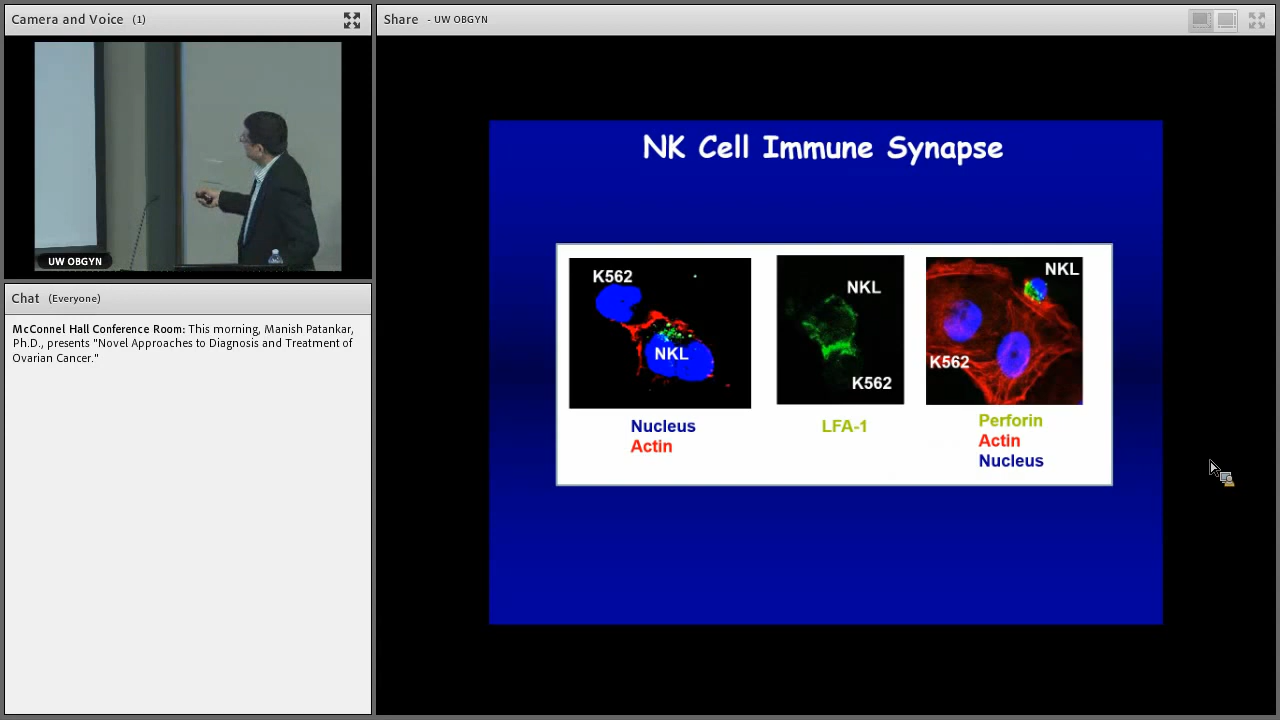 Camera and Voice (1)
UW OBGYN
Chat (Everyone)
McConnel Hall Conference Room: This morning, Manish Patankar,
Ph.D., presents "Novel Approaches to Diagnosis and Treatment of
Ovarian Cancer."
Share - UW OBGYN
NK Cell Immune Synapse
K562
NKL
Nucleus
Actin
NKL
K562
LFA-1
NKL
K562
Perforin
Actin
Nucleus